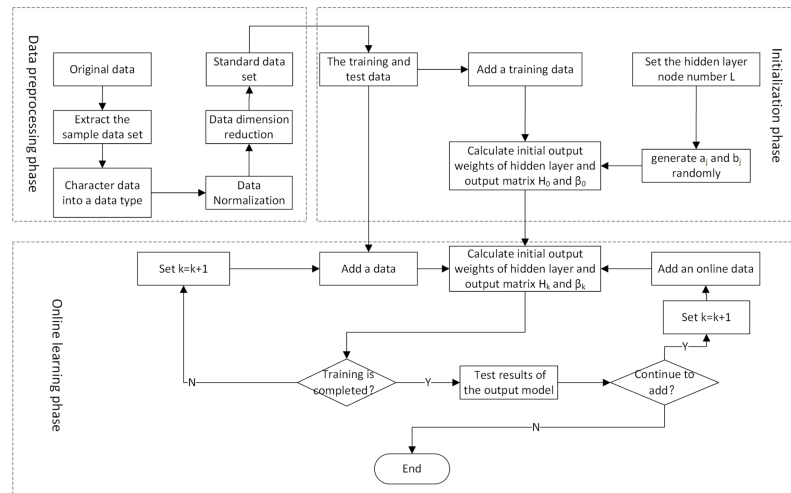 Data preprocessing phase
Original data
Extract the
sample data set
Character data
into a data type
Data
Normalization
Data dimension
reduction
Standard data
set
Initialization phase
The training and
test data
Add a training data
Set the hidden layer
node number L
generate aj and bj
randomly
Calculate initial output
weights of hidden layer and
output matrix H0 and β0
Online learning phase
Set k=k+1
Add a data
Calculate initial output
weights of hidden layer and
output matrix Hk and βk
Add an online data
Set k=k+1
Training is
completed?
N
Y
Test results of
the output model
Continue to
add?
Y
N
End